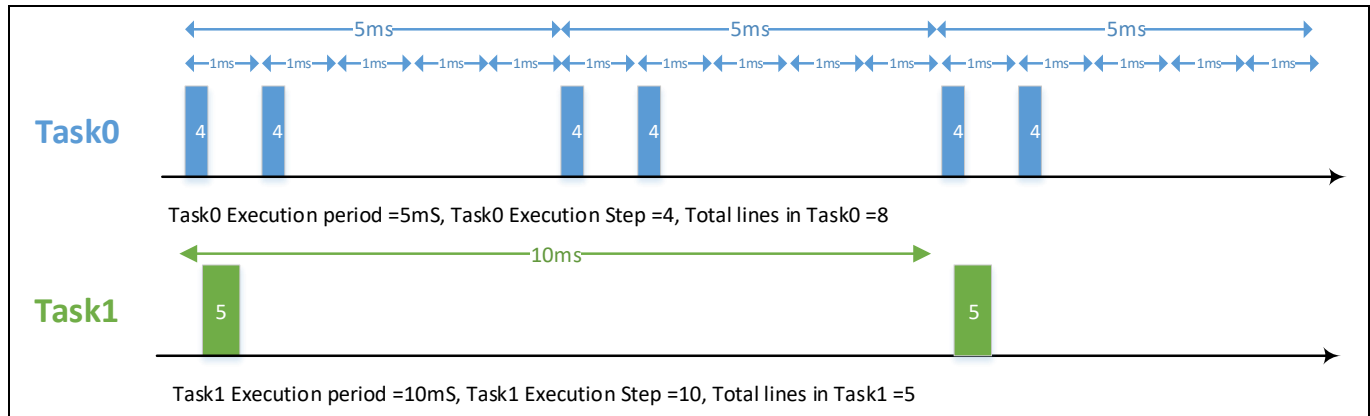 5ms 5ms 5ms
1ms 1ms 1ms 1ms 1ms 1ms 1ms 1ms 1ms 1ms 1ms 1ms 1ms 1ms 1ms
Task0 4 4 4 4 4 4
Task0 Execution period =5mS, Task0 Execution Step =4, Total lines in Task0 =8
10ms
Task1 5 5
Task1 Execution period =10mS, Task1 Execution Step =10, Total lines in Task1 =5